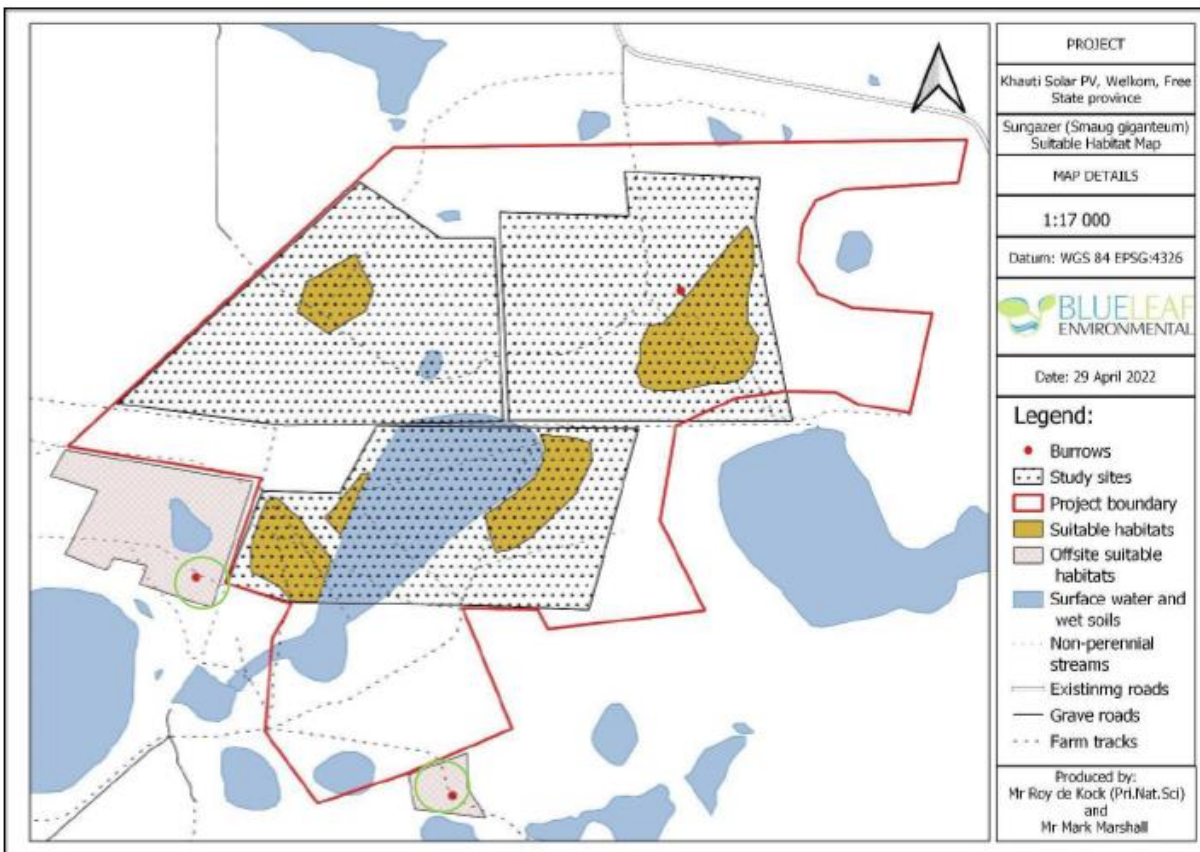 PROJECT
Khauti Solar PV, Welkom, Free
State province
Sungazer (Smaug giganteum)
Suitable Habitat Map
MAP DETAILS
1:17 000
Datum: WGS 84 EPSG:4326
BLUELEAF
ENVIRONMENTAL
Date: 29 April 2022
Legend:
Burrows
Study sites
Project boundary
Suitable habitats
Offsite suitable
habitats
Surface water and
wet soils
Non-perennial
streams
Existinmg roads
Grave roads
Farm tracks
Produced by:
Mr Roy de Kock (Pri.Nat.Sci)
and
Mr Mark Marshall